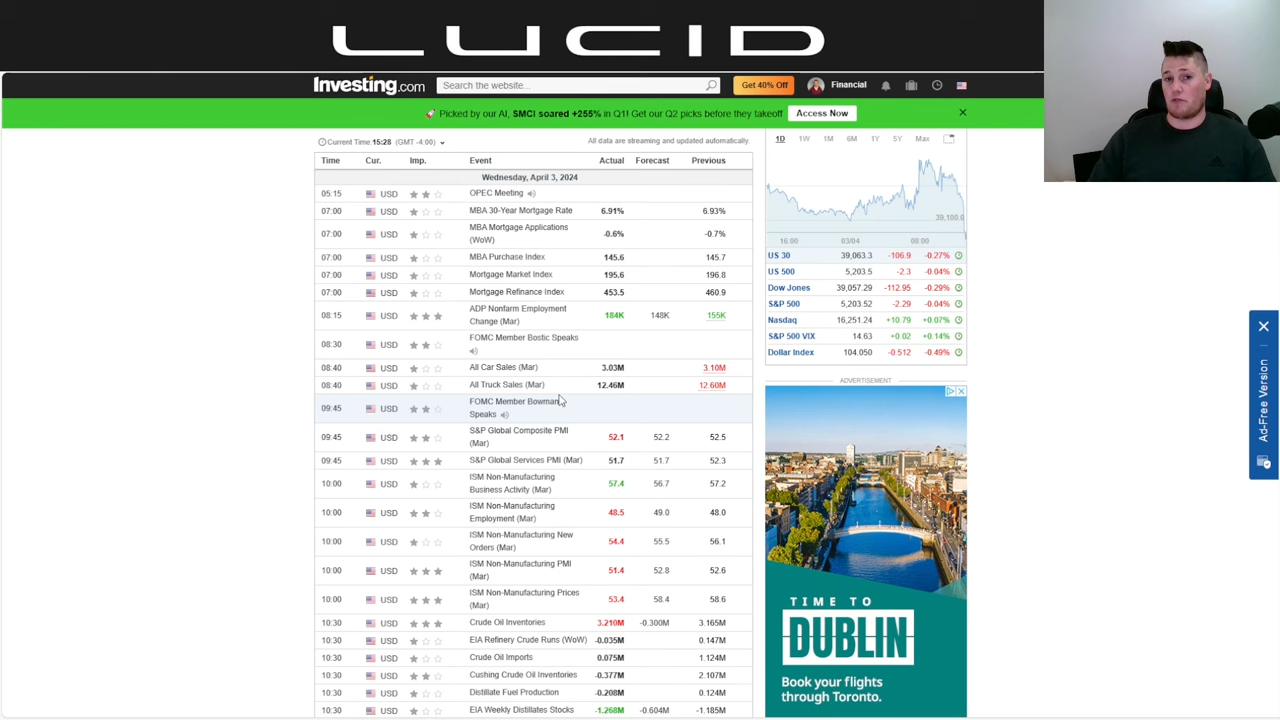 LUCID
Investing.com
Search the website...
Get 40% Off
Financial
Picked by our AI, SMCI soared +255% in Q1! Get our Q2 picks before they takeoff
Access Now
Current Time 15:28 (GMT -4:00)
All data are streaming and updated automatically.
Time Cur. Imp. Event Actual Forecast Previous
Wednesday, April 3, 2024
05:15 USD OPEC Meeting
07:00 USD MBA 30-Year Mortgage Rate 6.91% 6.93%
07:00 USD MBA Mortgage Applications (WoW) -0.6% -0.7%
07:00 USD MBA Purchase Index 145.6 145.7
07:00 USD Mortgage Market Index 195.6 196.8
07:00 USD Mortgage Refinance Index 453.5 460.9
08:15 USD ADP Nonfarm Employment Change (Mar) 184K 148K 155K
08:30 USD FOMC Member Bostic Speaks
08:40 USD All Car Sales (Mar) 3.03M 3.10M
08:40 USD All Truck Sales (Mar) 12.46M 12.60M
09:45 USD FOMC Member Bowman Speaks
09:45 USD S&P Global Composite PMI (Mar) 52.1 52.2 52.5
09:45 USD S&P Global Services PMI (Mar) 51.7 51.7 52.3
10:00 USD ISM Non-Manufacturing Business Activity (Mar) 57.4 56.7 57.2
10:00 USD ISM Non-Manufacturing Employment (Mar) 48.5 49.0 48.0
10:00 USD ISM Non-Manufacturing New Orders (Mar) 54.4 55.5 56.1
10:00 USD ISM Non-Manufacturing PMI (Mar) 51.4 52.8 52.6
10:00 USD ISM Non-Manufacturing Prices (Mar) 53.4 58.4 58.6
10:30 USD Crude Oil Inventories 3.210M -0.300M 3.165M
10:30 USD EIA Refinery Crude Runs (WoW) -0.035M 0.147M
10:30 USD Crude Oil Imports 0.075M 1.124M
10:30 USD Cushing Crude Oil Inventories -0.377M 2.107M
10:30 USD Distillate Fuel Production -0.208M 0.124M
10:30 USD EIA Weekly Distillates Stocks -1.268M -0.604M -1.185M
1D 1W 1M 6M 1Y 5Y Max
39,100.0
16:00 03/04 08:00
US 30 39,063.3 -106.9 -0.27%
US 500 5,203.5 -2.3 -0.04%
Dow Jones 39,057.29 -112.95 -0.29%
S&P 500 5,203.52 -2.29 -0.04%
Nasdaq 16,251.24 +10.79 +0.07%
S&P 500 VIX 14.63 +0.02 +0.14%
Dollar Index 104.050 -0.512 -0.49%
ADVERTISEMENT
TIME TO
DUBLIN
Book your flights
through Toronto.
Ad-Free Version